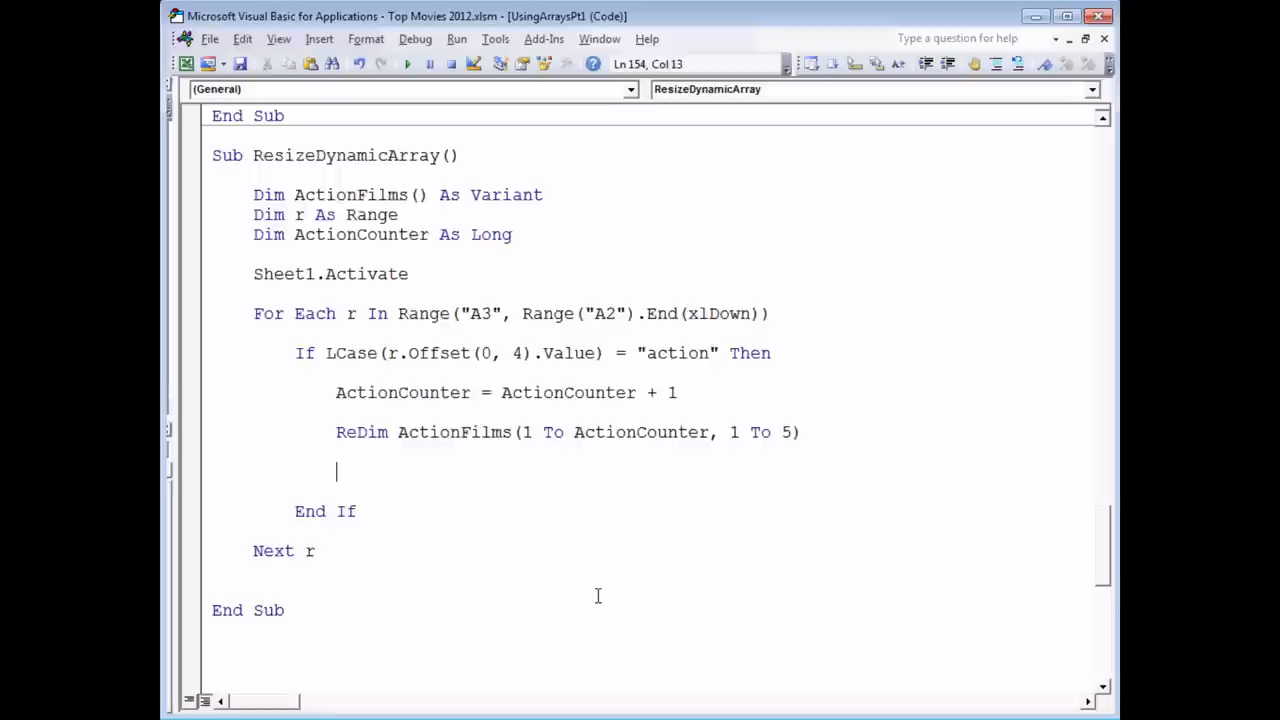 Microsoft Visual Basic for Applications - Top Movies 2012.xlsm - [UsingArraysPt1 (Code)]
File Edit View Insert Format Debug Run Tools Add-Ins Window Help Type a question for help
Ln 154, Col 13
(General) ResizeDynamicArray
End Sub
Sub ResizeDynamicArray()
Dim ActionFilms() As Variant
Dim r As Range
Dim ActionCounter As Long
Sheet1.Activate
For Each r In Range("A3", Range("A2").End(xlDown))
If LCase(r.Offset(0, 4).Value) = "action" Then
ActionCounter = ActionCounter + 1
ReDim ActionFilms(1 To ActionCounter, 1 To 5)
End If
Next r
End Sub